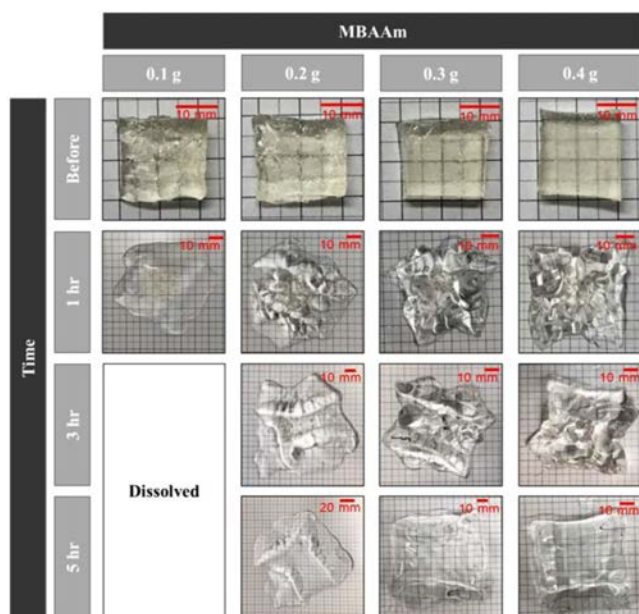 MBAAm
0.1 g 0.2 g 0.3 g 0.4 g
Time
Before
10 mm 10 mm 10 mm 10 mm
1 hr
10 mm 10 mm 10 mm 10 mm
3 hr
Dissolved
10 mm 10 mm 10 mm
5 hr
20 mm 10 mm 10 mm